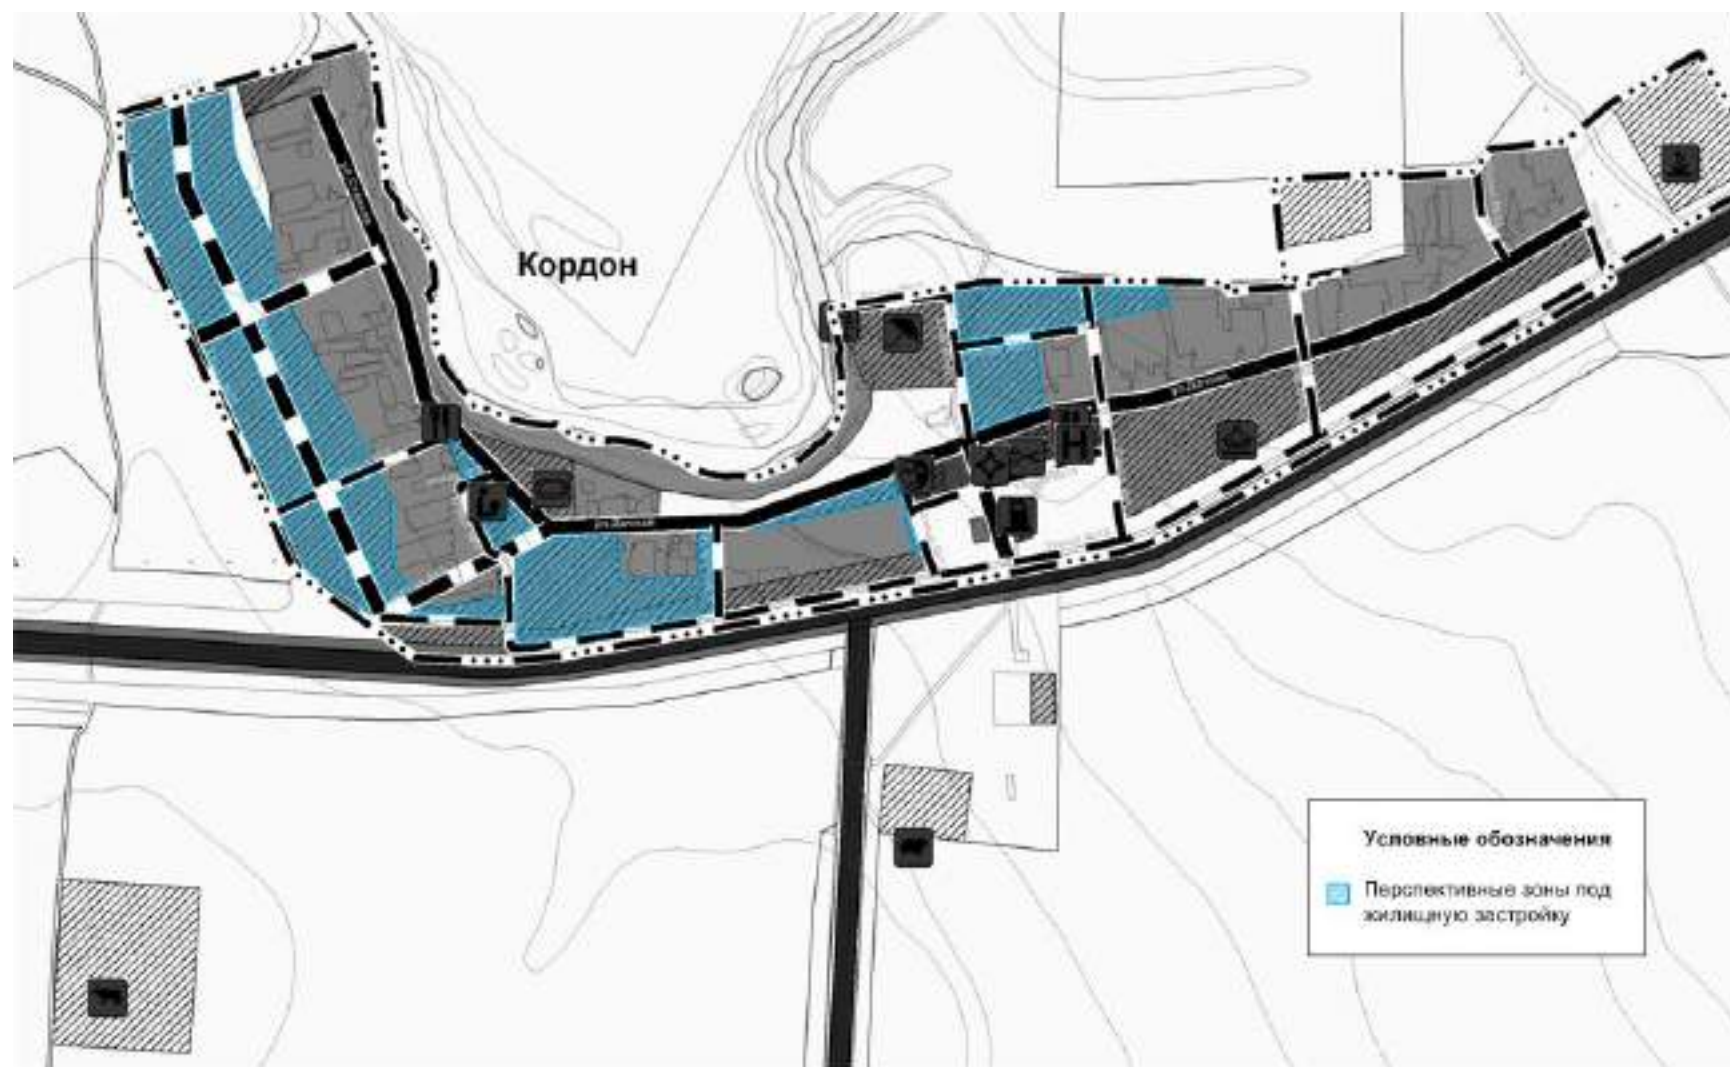 Кордон
Условные обозначения
Перспективные зоны под
жилищную застройку